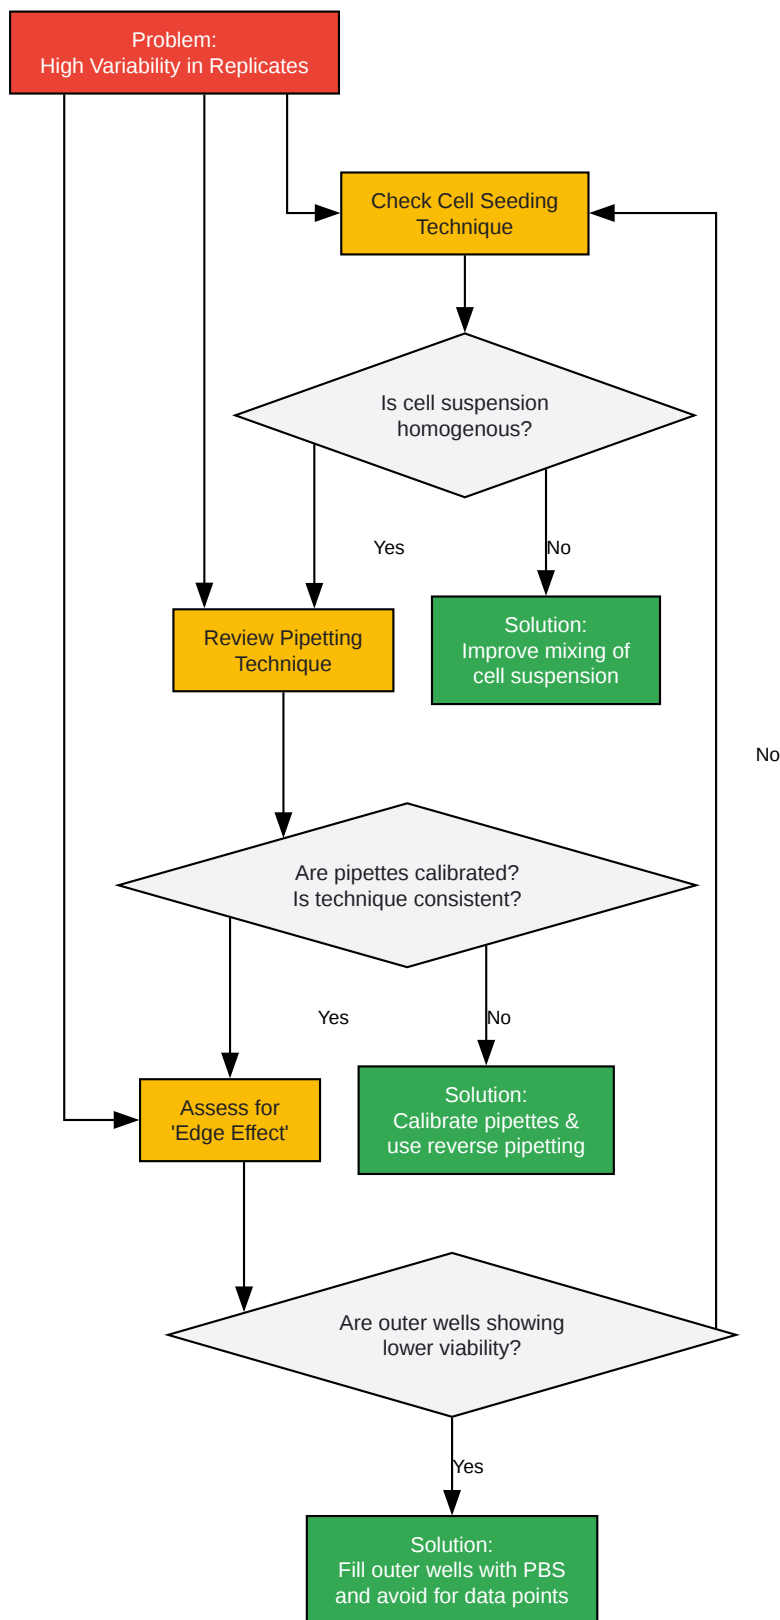 Problem:
High Variability in Replicates
Check Cell Seeding
Technique
Is cell suspension
homogenous?
Yes
No
Solution:
Improve mixing of
cell suspension
Review Pipetting
Technique
No
Are pipettes calibrated?
Is technique consistent?
Yes
No
Solution:
Calibrate pipettes &
use reverse pipetting
Assess for
'Edge Effect'
Are outer wells showing
lower viability?
Yes
Solution:
Fill outer wells with PBS
and avoid for data points